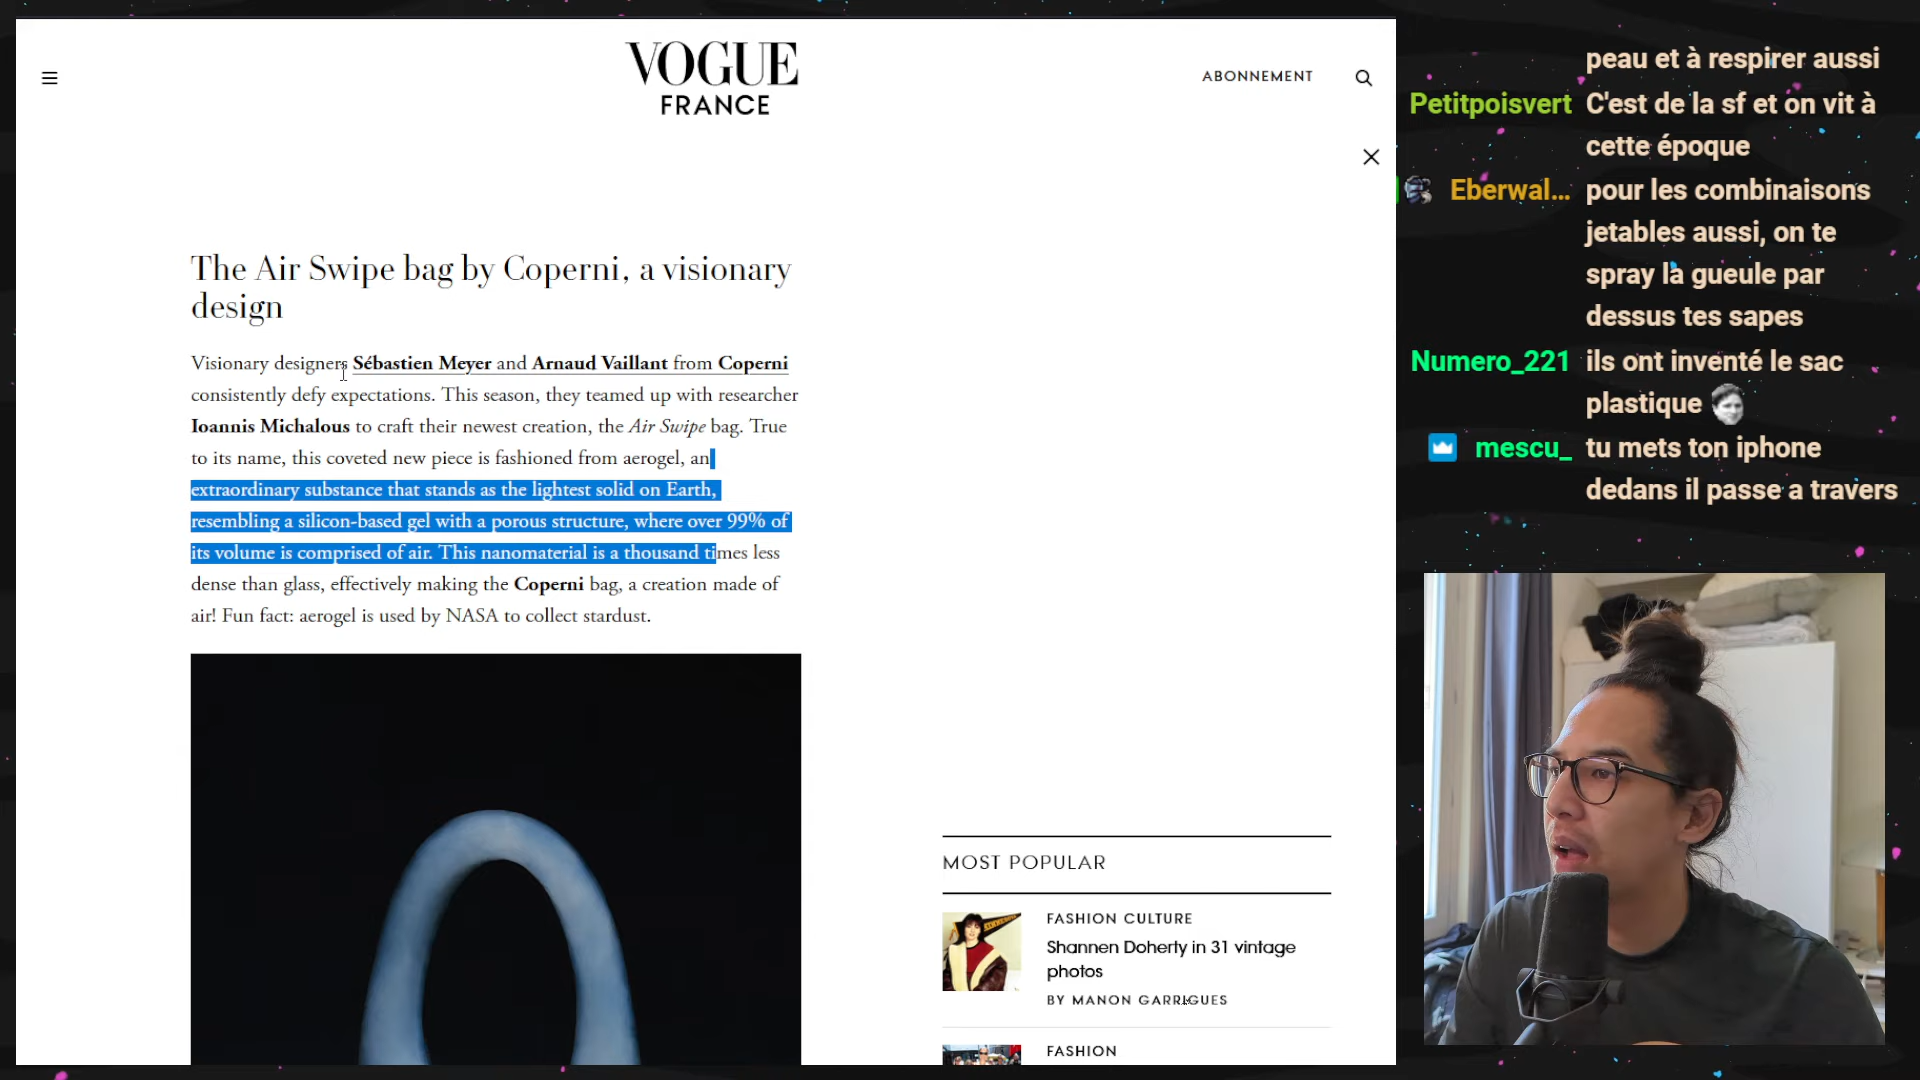 VOGUE
FRANCE
ABONNEMENT
The Air Swipe bag by Coperni, a visionary
design
Visionary designers Sébastien Meyer and Arnaud Vaillant from Coperni
consistently defy expectations. This season, they teamed up with researcher
Ioannis Michalous to craft their newest creation, the Air Swipe bag. True
to its name, this coveted new piece is fashioned from aerogel, an
extraordinary substance that stands as the lightest solid on Earth,
resembling a silicon-based gel with a porous structure, where over 99% of
its volume is comprised of air. This nanomaterial is a thousand times less
dense than glass, effectively making the Coperni bag, a creation made of
air! Fun fact: aerogel is used by NASA to collect stardust.
MOST POPULAR
FASHION CULTURE
Shannen Doherty in 31 vintage
photos
BY MANON GARRIGUES
FASHION
peau et à respirer aussi
Petitpoisvert C'est de la sf et on vit à
cette époque
Eberwal... pour les combinaisons
jetables aussi, on te
spray la gueule par
dessus tes sapes
Numero_221 ils ont inventé le sac
plastique
mescu_ tu mets ton iphone
dedans il passe a travers